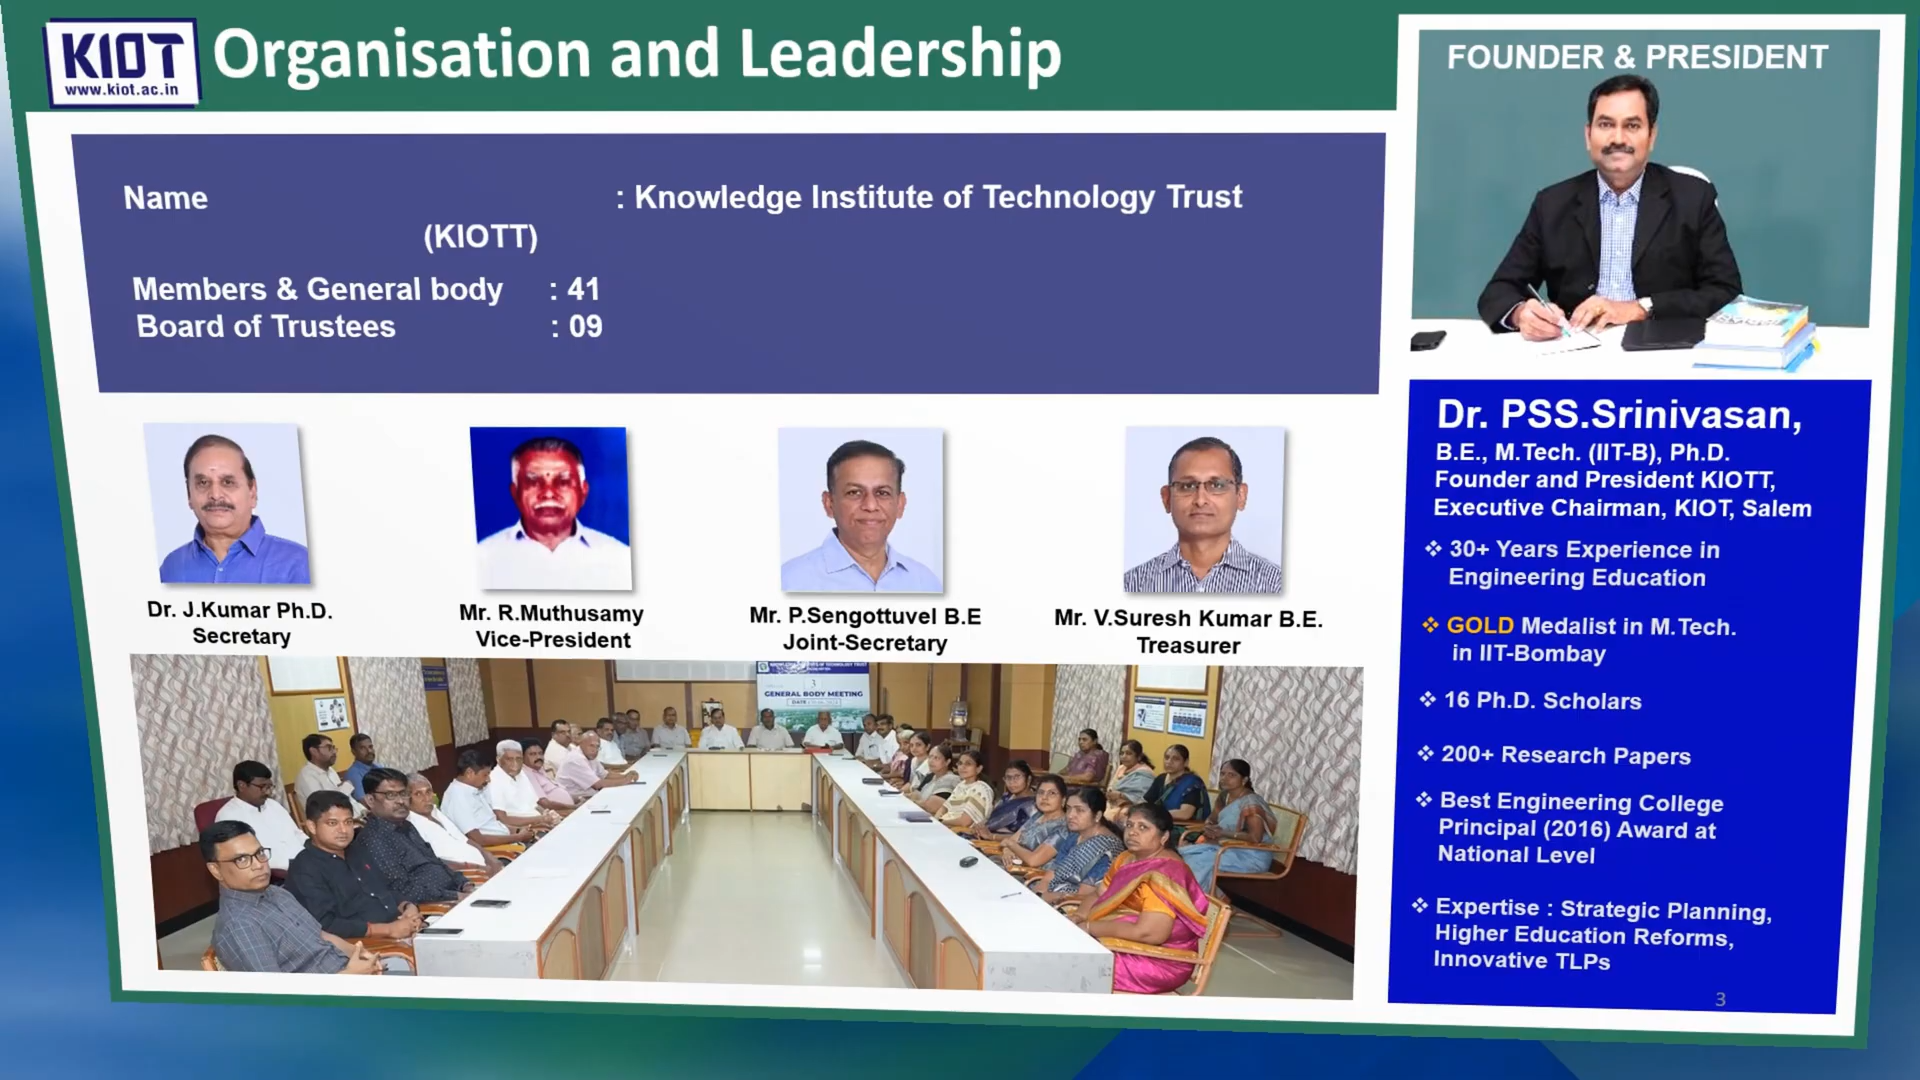 KIOT
www.kiot.ac.in
Organisation and Leadership
Name : Knowledge Institute of Technology Trust
(KIOTT)
Members & General body : 41
Board of Trustees : 09
Dr. J.Kumar Ph.D.
Secretary
Mr. R.Muthusamy
Vice-President
Mr. P.Sengottuvel B.E
Joint-Secretary
Mr. V.Suresh Kumar B.E.
Treasurer
3
GENERAL BODY MEETING
FOUNDER & PRESIDENT
Dr. PSS.Srinivasan,
B.E., M.Tech. (IIT-B), Ph.D.
Founder and President KIOTT,
Executive Chairman, KIOT, Salem
❖ 30+ Years Experience in
Engineering Education
❖ GOLD Medalist in M.Tech.
in IIT-Bombay
❖ 16 Ph.D. Scholars
❖ 200+ Research Papers
❖ Best Engineering College
Principal (2016) Award at
National Level
❖ Expertise : Strategic Planning,
Higher Education Reforms,
Innovative TLPs
3